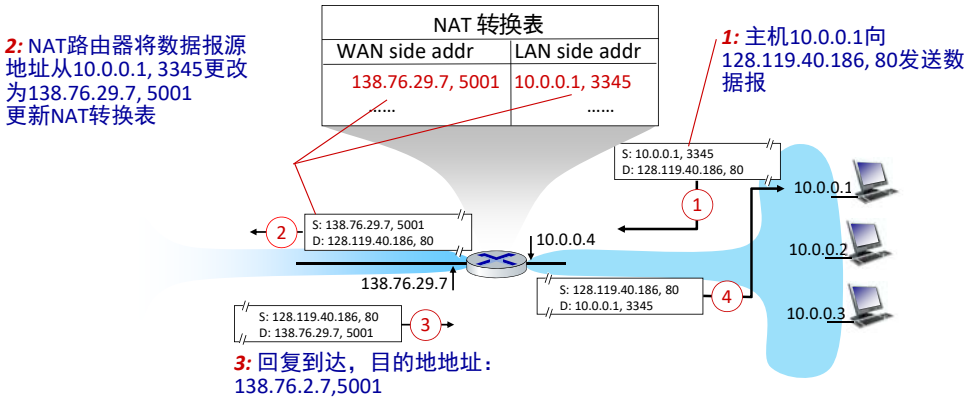 NAT 转换表
WAN side addr LAN side addr
138.76.29.7, 5001 10.0.0.1, 3345
…… ……
2: NAT路由器将数据报源
地址从10.0.0.1, 3345更改
为138.76.29.7, 5001
更新NAT转换表
1: 主机10.0.0.1向
128.119.40.186, 80发送数
据报
S: 10.0.0.1, 3345
D: 128.119.40.186, 80
1
10.0.0.1
S: 138.76.29.7, 5001
D: 128.119.40.186, 80
2
10.0.0.4
10.0.0.2
138.76.29.7
S: 128.119.40.186, 80
D: 10.0.0.1, 3345
4
10.0.0.3
S: 128.119.40.186, 80
D: 138.76.29.7, 5001
3
3: 回复到达，目的地地址：
138.76.2.7,5001